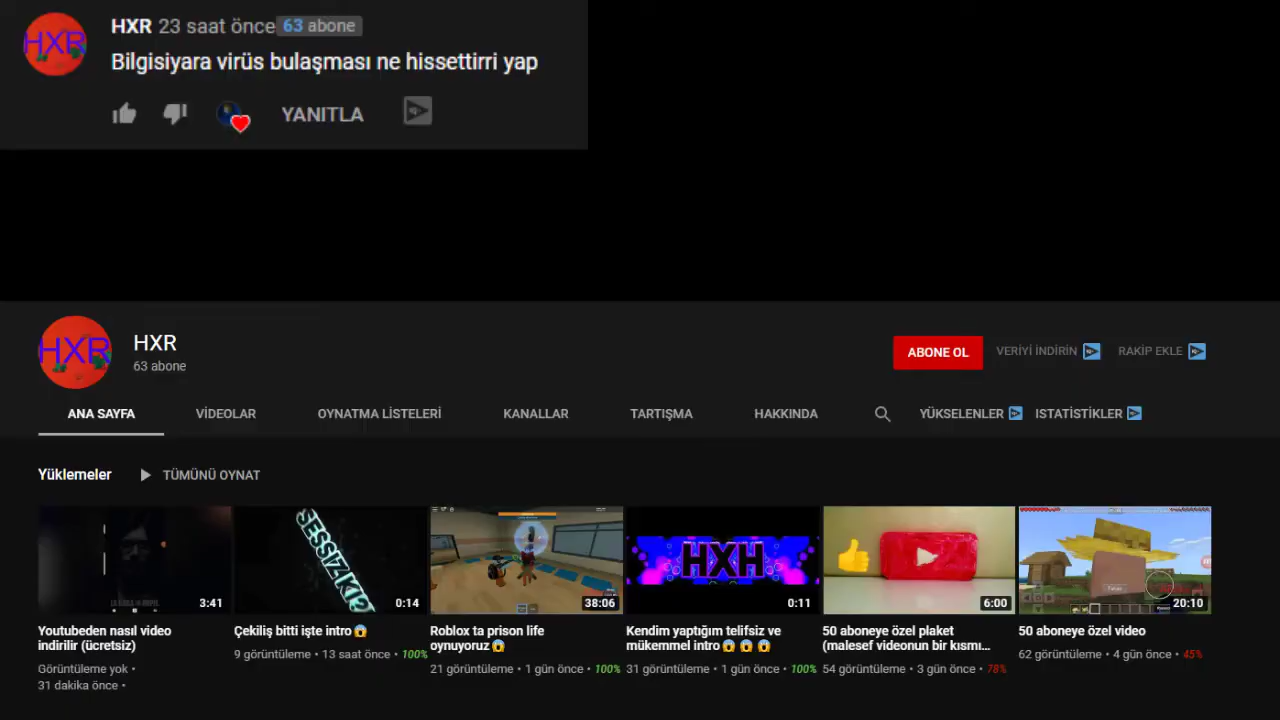 HXR 23 saat önce 63 abone
Bilgisiyara virüs bulaşması ne hissettirri yap
YANITLA
HXR
HXR
63 abone
ABONE OL
VERİYİ İNDİRİN
RAKİP EKLE
ANA SAYFA
VİDEOLAR
OYNATMA LİSTELERİ
KANALLAR
TARTIŞMA
HAKKINDA
YÜKSELENLER
ISTATİSTİKLER
Yüklemeler
TÜMÜNÜ OYNAT
3:41
SESSIZ
0:14
38:06
HXH
0:11
6:00
20:10
Youtubeden nasıl video
indirilir (ücretsiz)
Görüntüleme yok •
31 dakika önce •
Çekiliş bitti işte intro😱
9 görüntüleme • 13 saat önce • 100%
Roblox ta prison life
oynuyoruz😱
21 görüntüleme • 1 gün önce • 100%
Kendim yaptığım telifsiz ve
mükemmel intro😱😱😱
31 görüntüleme • 1 gün önce • 100%
50 aboneye özel plaket
(malesef videonun bir kısmı...
54 görüntüleme • 3 gün önce • 78%
50 aboneye özel video
62 görüntüleme • 4 gün önce • 45%